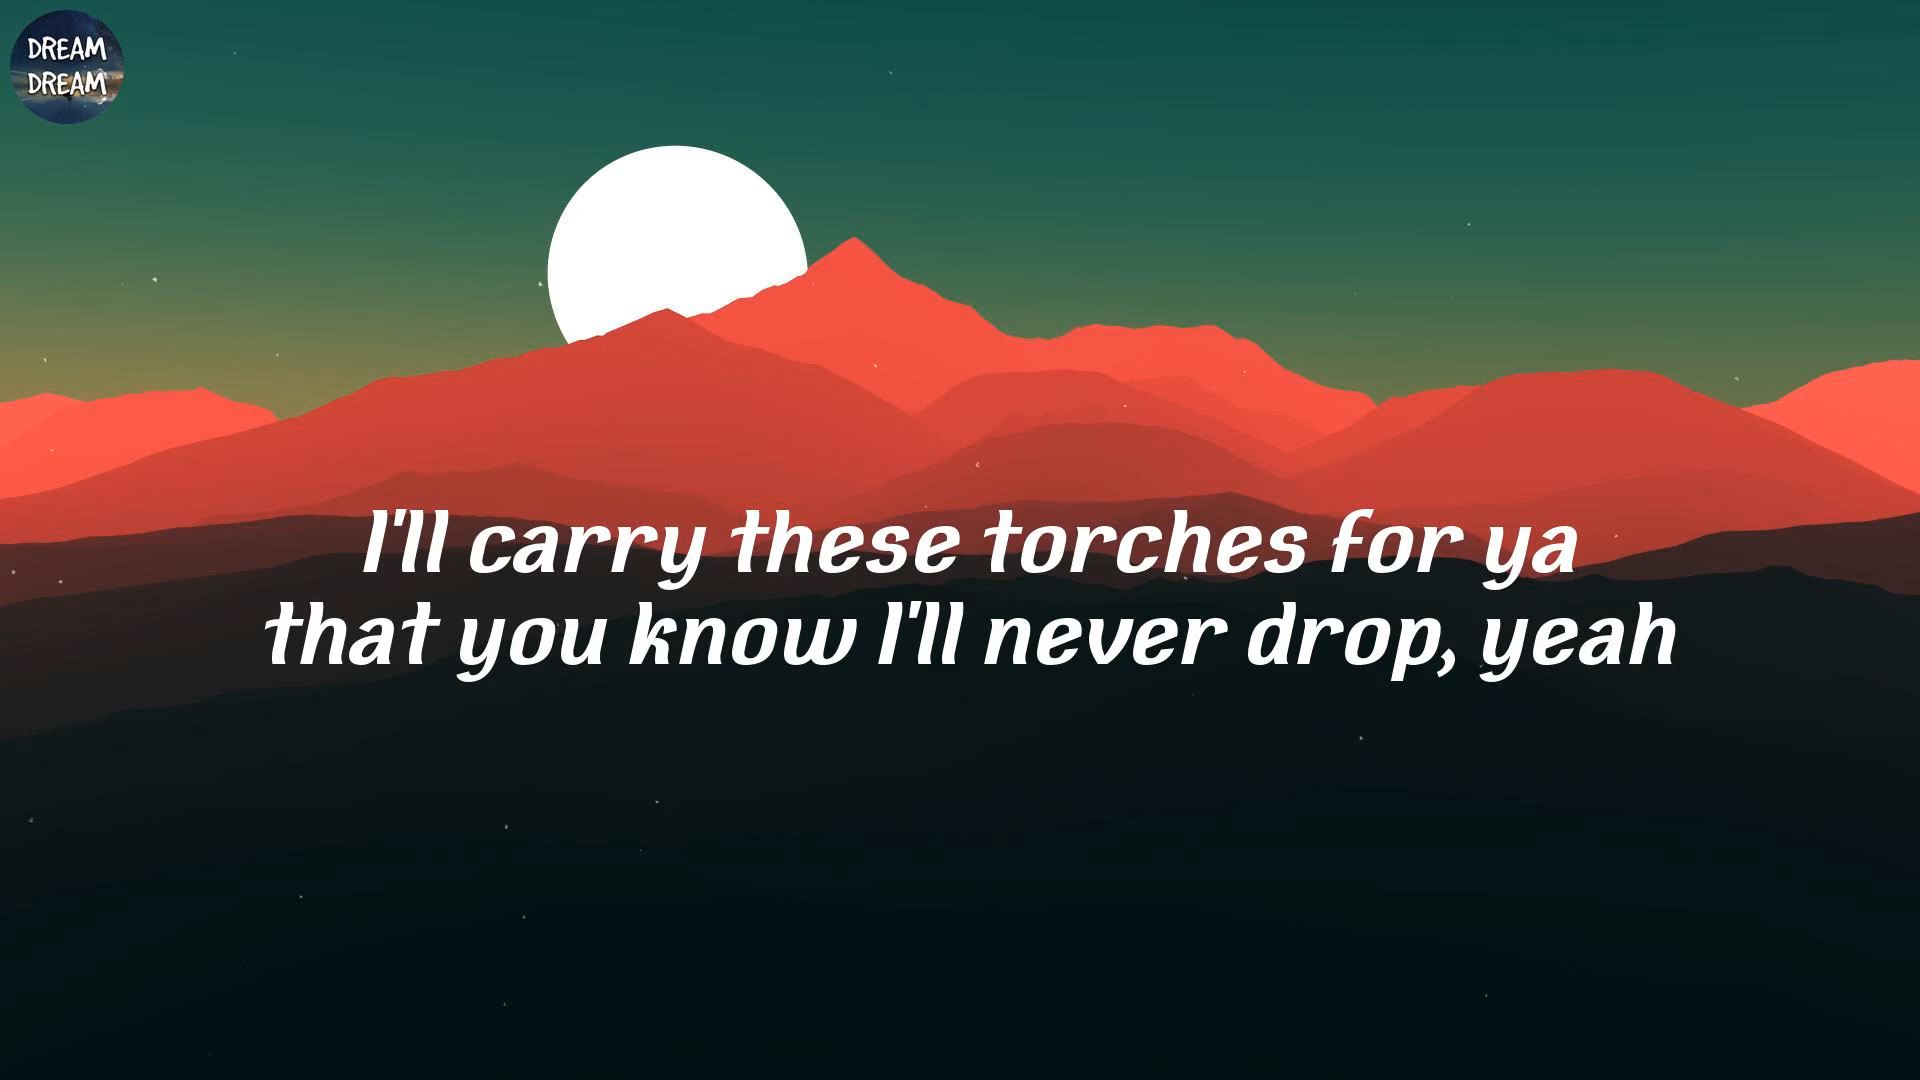 DREAM
DREAM
I'll carry these torches for ya
that you know I'll never drop, yeah